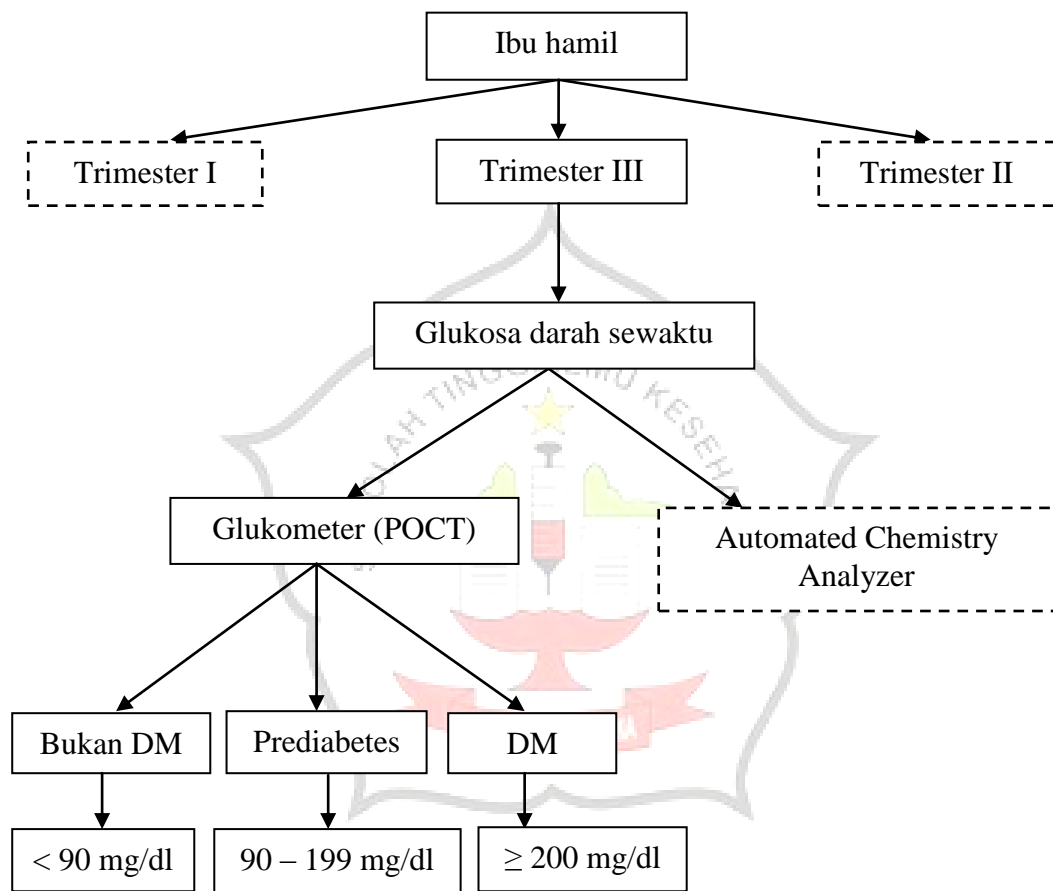 Ibu hamil
Trimester I
Trimester III
Trimester II
Glukosa darah sewaktu
Glukometer (POCT)
Automated Chemistry
Analyzer
Bukan DM
Prediabetes
DM
< 90 mg/dl
90 – 199 mg/dl
≥ 200 mg/dl